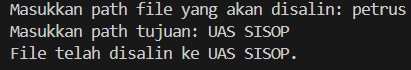 Masukkan path file yang akan disalin: petrus
Masukkan path tujuan: UAS SISOP
File telah disalin ke UAS SISOP.